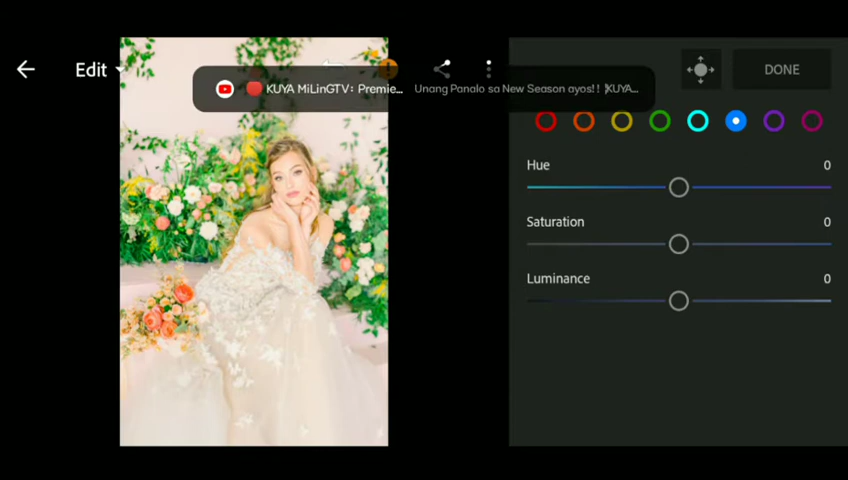 Edit
KUYA MiLinGTV: Premie... Unang Panalo sa New Season ayos!! KUYA...
DONE
Hue 0
Saturation 0
Luminance 0